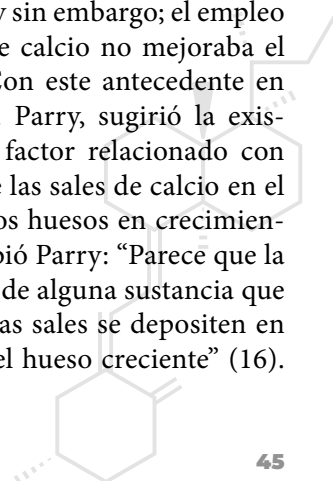 y sin embargo; el empleo
e calcio no mejoraba el
Con este antecedente en
Parry, sugirió la exis-
factor relacionado con
e las sales de calcio en el
os huesos en crecimien-
bió Parry: “Parece que la
de alguna sustancia que
as sales se depositen en
el hueso creciente” (16).
45